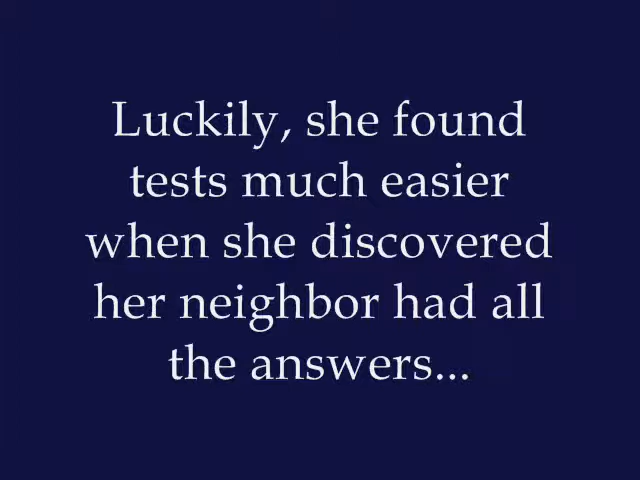 Luckily, she found
tests much easier
when she discovered
her neighbor had all
the answers...